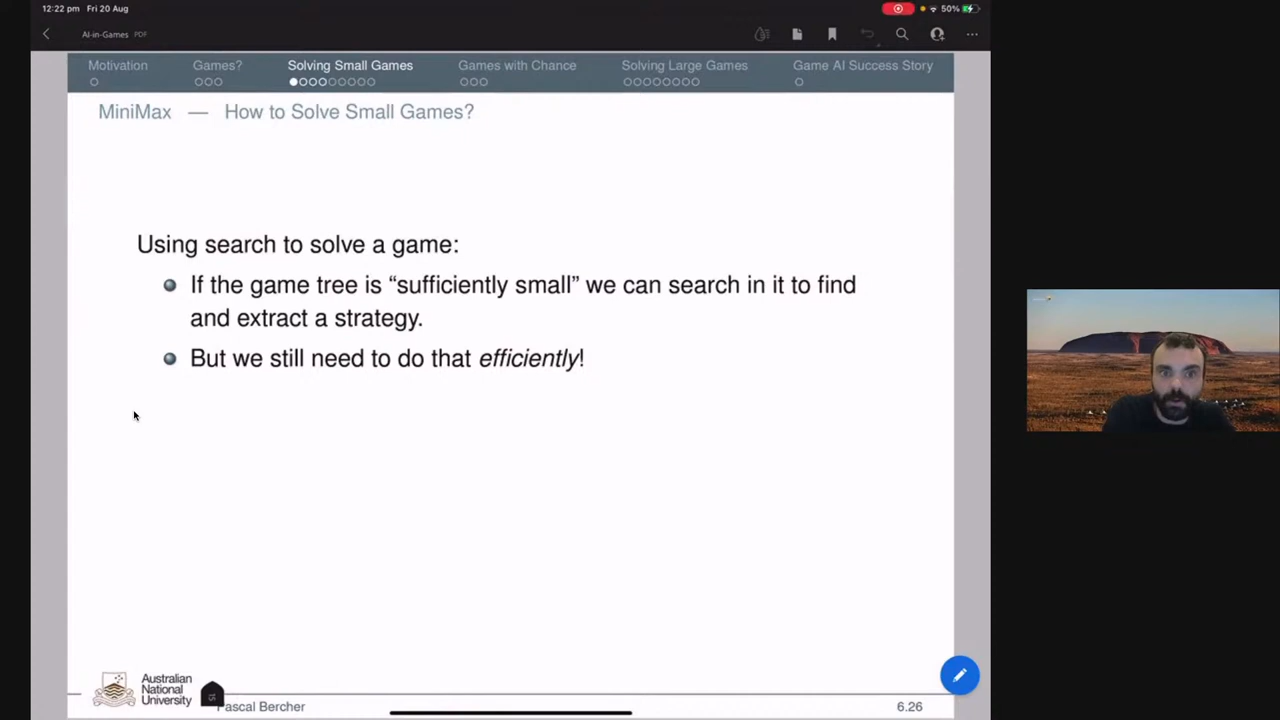 12:22 pm Fri 20 Aug
50%
AI-in-Games PDF
Motivation Games? Solving Small Games Games with Chance Solving Large Games Game AI Success Story
MiniMax — How to Solve Small Games?
Using search to solve a game:
If the game tree is “sufficiently small” we can search in it to find
and extract a strategy.
But we still need to do that efficiently!
Australian
National
University
15
Pascal Bercher
6.26